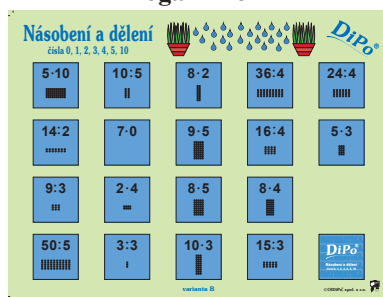 Násobení a dělení
čísla 0, 1, 2, 3, 4, 5, 10
DiPo®
5·10 10:5 8·2 36:4 24:4
14:2 7·0 9·5 16:4 5·3
9:3 2·4 8·5 8·4
50:5 3:3 10·3 15:3
DiPo
Násobení a dělení
varianta B